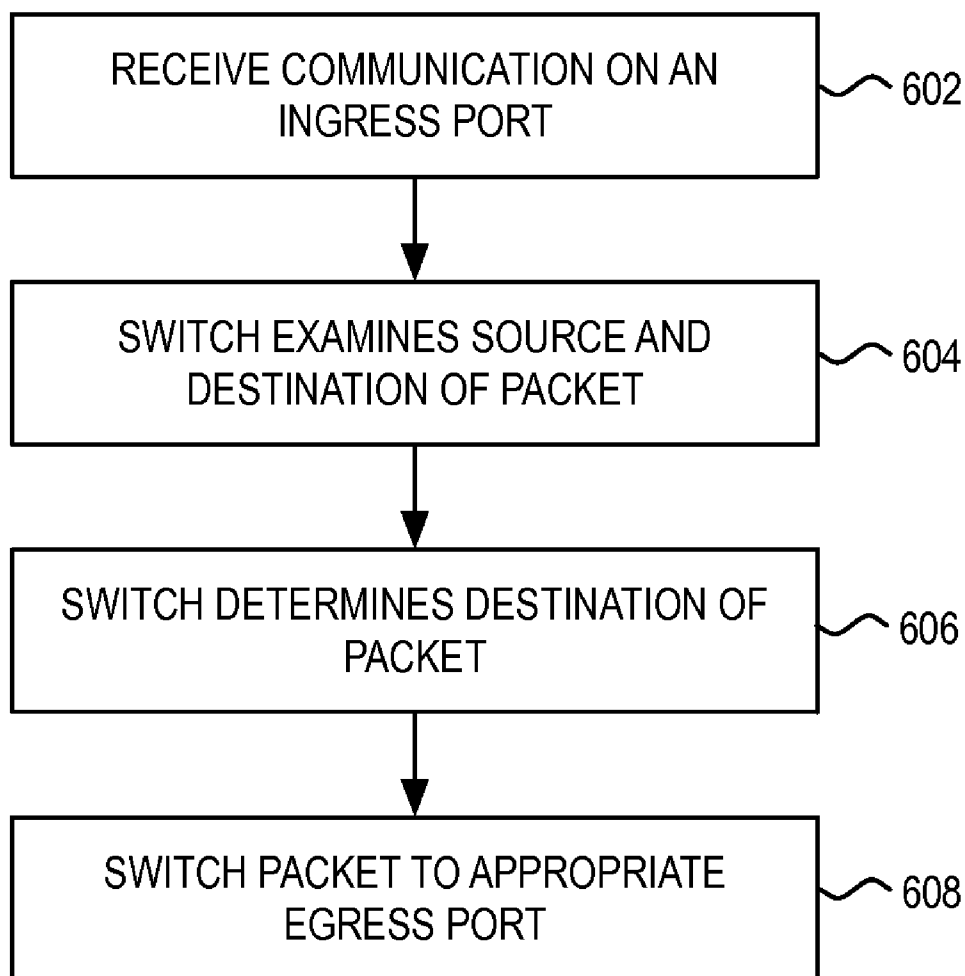 RECEIVE COMMUNICATION ON AN
INGRESS PORT
602
SWITCH EXAMINES SOURCE AND
DESTINATION OF PACKET
604
SWITCH DETERMINES DESTINATION OF
PACKET
606
SWITCH PACKET TO APPROPRIATE
EGRESS PORT
608